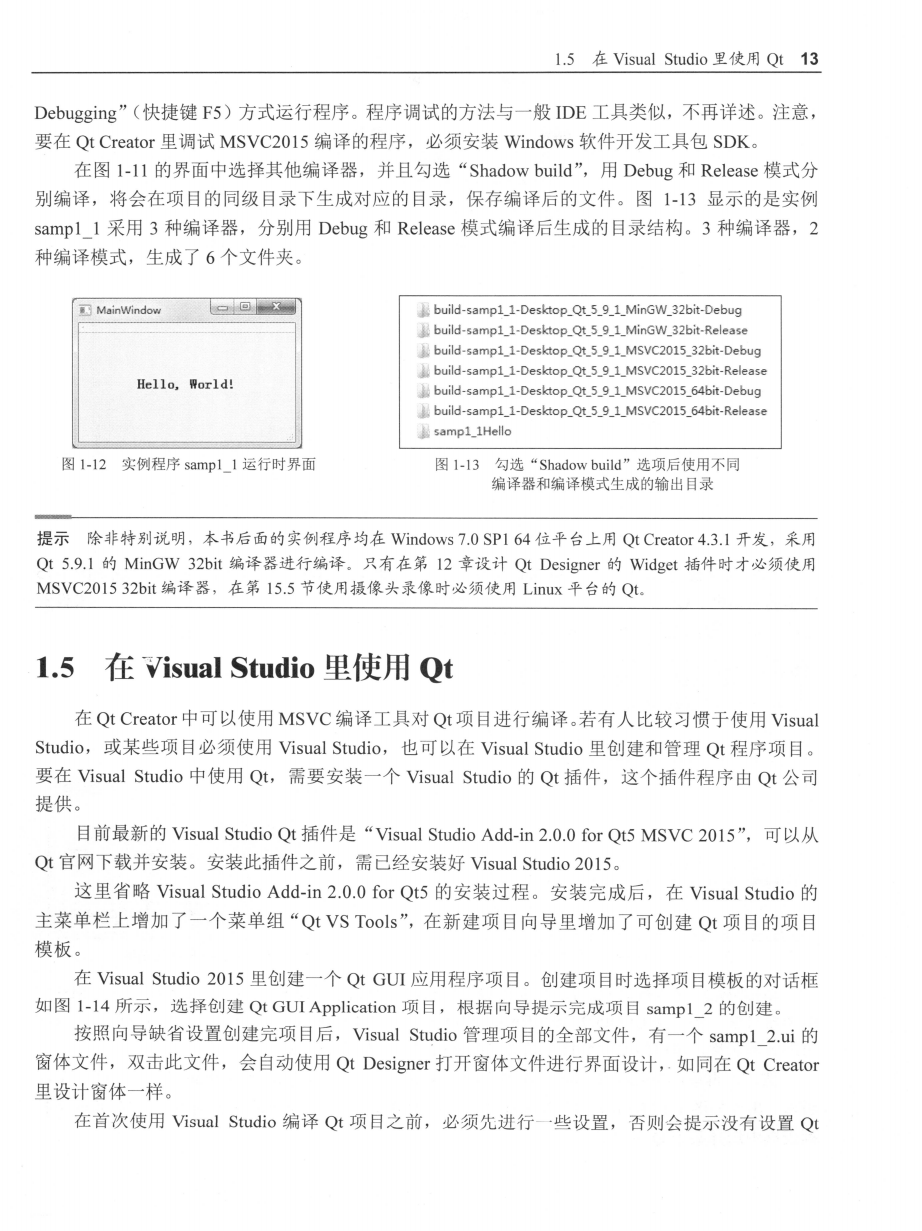 1.5 在 Visual Studio 里使用 Qt 13
Debugging”（快捷键 F5）方式运行程序。程序调试的方法与一般 IDE 工具类似，不再详述。注意，
要在 Qt Creator 里调试 MSVC2015 编译的程序，必须安装 Windows 软件开发工具包 SDK。
在图 1-11 的界面中选择其他编译器，并且勾选“Shadow build”，用 Debug 和 Release 模式分
别编译，将会在项目的同级目录下生成对应的目录，保存编译后的文件。图 1-13 显示的是实例
samp1_1 采用 3 种编译器，分别用 Debug 和 Release 模式编译后生成的目录结构。3 种编译器，2
种编译模式，生成了 6 个文件夹。
MainWindow
Hello, World!
build-samp1_1-Desktop_Qt_5_9_1_MinGW_32bit-Debug
build-samp1_1-Desktop_Qt_5_9_1_MinGW_32bit-Release
build-samp1_1-Desktop_Qt_5_9_1_MSVC2015_32bit-Debug
build-samp1_1-Desktop_Qt_5_9_1_MSVC2015_32bit-Release
build-samp1_1-Desktop_Qt_5_9_1_MSVC2015_64bit-Debug
build-samp1_1-Desktop_Qt_5_9_1_MSVC2015_64bit-Release
samp1_1Hello
图 1-12 实例程序 samp1_1 运行时界面
图 1-13 勾选“Shadow build”选项后使用不同
编译器和编译模式生成的输出目录
提示 除非特别说明，本书后面的实例程序均在 Windows 7.0 SP1 64 位平台上用 Qt Creator 4.3.1 开发，采用
Qt 5.9.1 的 MinGW 32bit 编译器进行编译。只有在第 12 章设计 Qt Designer 的 Widget 插件时才必须使用
MSVC2015 32bit 编译器，在第 15.5 节使用摄像头录像时必须使用 Linux 平台的 Qt。
1.5 在 Visual Studio 里使用 Qt
在 Qt Creator 中可以使用 MSVC 编译工具对 Qt 项目进行编译。若有人比较习惯于使用 Visual
Studio，或某些项目必须使用 Visual Studio，也可以在 Visual Studio 里创建和管理 Qt 程序项目。
要在 Visual Studio 中使用 Qt，需要安装一个 Visual Studio 的 Qt 插件，这个插件程序由 Qt 公司
提供。
目前最新的 Visual Studio Qt 插件是“Visual Studio Add-in 2.0.0 for Qt5 MSVC 2015”，可以从
Qt 官网下载并安装。安装此插件之前，需已经安装好 Visual Studio 2015。
这里省略 Visual Studio Add-in 2.0.0 for Qt5 的安装过程。安装完成后，在 Visual Studio 的
主菜单栏上增加了一个菜单组“Qt VS Tools”，在新建项目向导里增加了可创建 Qt 项目的项目
模板。
在 Visual Studio 2015 里创建一个 Qt GUI 应用程序项目。创建项目时选择项目模板的对话框
如图 1-14 所示，选择创建 Qt GUI Application 项目，根据向导提示完成项目 samp1_2 的创建。
按照向导缺省设置创建完项目后，Visual Studio 管理项目的全部文件，有一个 samp1_2.ui 的
窗体文件，双击此文件，会自动使用 Qt Designer 打开窗体文件进行界面设计，如同在 Qt Creator
里设计窗体一样。
在首次使用 Visual Studio 编译 Qt 项目之前，必须先进行一些设置，否则会提示没有设置 Qt